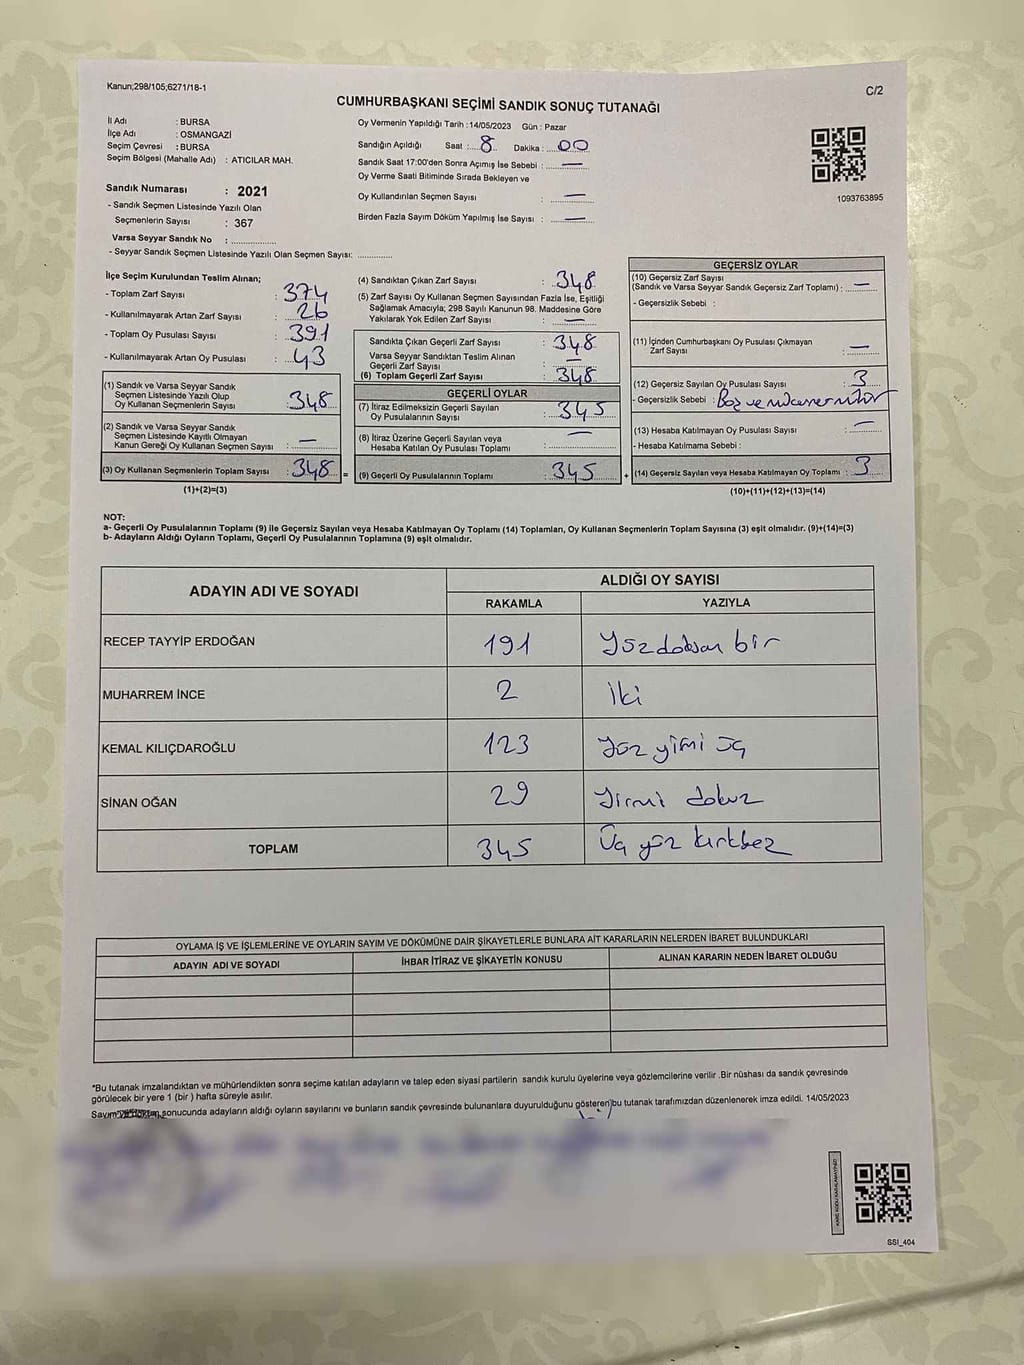 Kanun;298/105;6271/18-1
C/2
CUMHURBAŞKANI SEÇİMİ SANDIK SONUÇ TUTANAĞI
İl Adı : BURSA
İlçe Adı : OSMANGAZİ
Seçim Çevresi : BURSA
Seçim Bölgesi (Mahalle Adı) : ATICILAR MAH.
Sandık Numarası : 2021
- Sandık Seçmen Listesinde Yazılı Olan
Seçmenlerin Sayısı : 367
Varsa Seyyar Sandık No : ....................
- Seyyar Sandık Seçmen Listesinde Yazılı Olan Seçmen Sayısı: ..............
Oy Vermenin Yapıldığı Tarih :14/05/2023 Gün : Pazar
Sandığın Açıldığı Saat :.... 8 Dakika :.... 00
Sandık Saat 17:00'den Sonra Açımış İse Sebebi : —
Oy Verme Saati Bitiminde Sırada Bekleyen ve
Oy Kullandırılan Seçmen Sayısı : —
Birden Fazla Sayım Döküm Yapılmış İse Sayısı : —
1093763895
İlçe Seçim Kurulundan Teslim Alınan;
- Toplam Zarf Sayısı : 374
- Kullanılmayarak Artan Zarf Sayısı : 26
- Toplam Oy Pusulası Sayısı : 391
- Kullanılmayarak Artan Oy Pusulası : 43
(1) Sandık ve Varsa Seyyar Sandık
Seçmen Listesinde Yazılı Olup
Oy Kullanan Seçmenlerin Sayısı : 348
(2) Sandık ve Varsa Seyyar Sandık
Seçmen Listesinde Kayıtlı Olmayan
Kanun Gereği Oy Kullanan Seçmen Sayısı : —
(3) Oy Kullanan Seçmenlerin Toplam Sayısı : 348 =
(1)+(2)=(3)
(4) Sandıktan Çıkan Zarf Sayısı : 348
(5) Zarf Sayısı Oy Kullanan Seçmen Sayısından Fazla İse, Eşitliği
Sağlamak Amacıyla; 298 Sayılı Kanunun 98. Maddesine Göre
Yakılarak Yok Edilen Zarf Sayısı : —
Sandıkta Çıkan Geçerli Zarf Sayısı : 348
Varsa Seyyar Sandıktan Teslim Alınan
Geçerli Zarf Sayısı : —
(6) Toplam Geçerli Zarf Sayısı : 348
GEÇERLİ OYLAR
(7) İtiraz Edilmeksizin Geçerli Sayılan
Oy Pusulalarının Sayısı : 345
(8) İtiraz Üzerine Geçerli Sayılan veya
Hesaba Katılan Oy Pusulası Toplamı : —
(9) Geçerli Oy Pusulalarının Toplamı : 345 +
GEÇERSİZ OYLAR
(10) Geçersiz Zarf Sayısı
(Sandık ve Varsa Seyyar Sandık Geçersiz Zarf Toplamı) : —
- Geçersizlik Sebebi :
(11) İçinden Cumhurbaşkanı Oy Pusulası Çıkmayan
Zarf Sayısı : —
(12) Geçersiz Sayılan Oy Pusulası Sayısı : 3
- Geçersizlik Sebebi : Boş ve
(13) Hesaba Katılmayan Oy Pusulası Sayısı : —
- Hesaba Katılmama Sebebi :
(14) Geçersiz Sayılan veya Hesaba Katılmayan Oy Toplamı : 3
(10)+(11)+(12)+(13)=(14)
NOT:
a- Geçerli Oy Pusulalarının Toplamı (9) ile Geçersiz Sayılan veya Hesaba Katılmayan Oy Toplamı (14) Toplamları, Oy Kullanan Seçmenlerin Toplam Sayısına (3) eşit olmalıdır. (9)+(14)=(3)
b- Adayların Aldığı Oyların Toplamı, Geçerli Oy Pusulalarının Toplamına (9) eşit olmalıdır.
ADAYIN ADI VE SOYADI
ALDIĞI OY SAYISI
RAKAMLA YAZIYLA
RECEP TAYYİP ERDOĞAN 191 Yüzdoksan bir
MUHARREM İNCE 2 İki
KEMAL KILIÇDAROĞLU 123 Yüz yimi üç
SİNAN OĞAN 29 Yirmi dokuz
TOPLAM 345 Üç yüz kırkbeş
OYLAMA İŞ VE İŞLEMLERİNE VE OYLARIN SAYIM VE DÖKÜMÜNE DAİR ŞİKAYETLERLE BUNLARA AİT KARARLARIN NELERDEN İBARET BULUNDUKLARI
ADAYIN ADI VE SOYADI İHBAR İTİRAZ VE ŞİKAYETİN KONUSU ALINAN KARARIN NEDEN İBARET OLDUĞU
*Bu tutanak imzalandıktan ve mühürlendikten sonra seçime katılan adayların ve talep eden siyasi partilerin sandık kurulu üyelerine veya gözlemcilerine verilir .Bir nüshası da sandık çevresinde
görülecek bir yere 1 (bir ) hafta süreyle asılır.
Sayım sonucunda adayların aldığı oyların sayılarını ve bunların sandık çevresinde bulunanlara duyurulduğunu gösteren bu tutanak tarafımızdan düzenlenerek imza edildi. 14/05/2023
KARE KODU KARALAMAYINIZ!
SSI_404